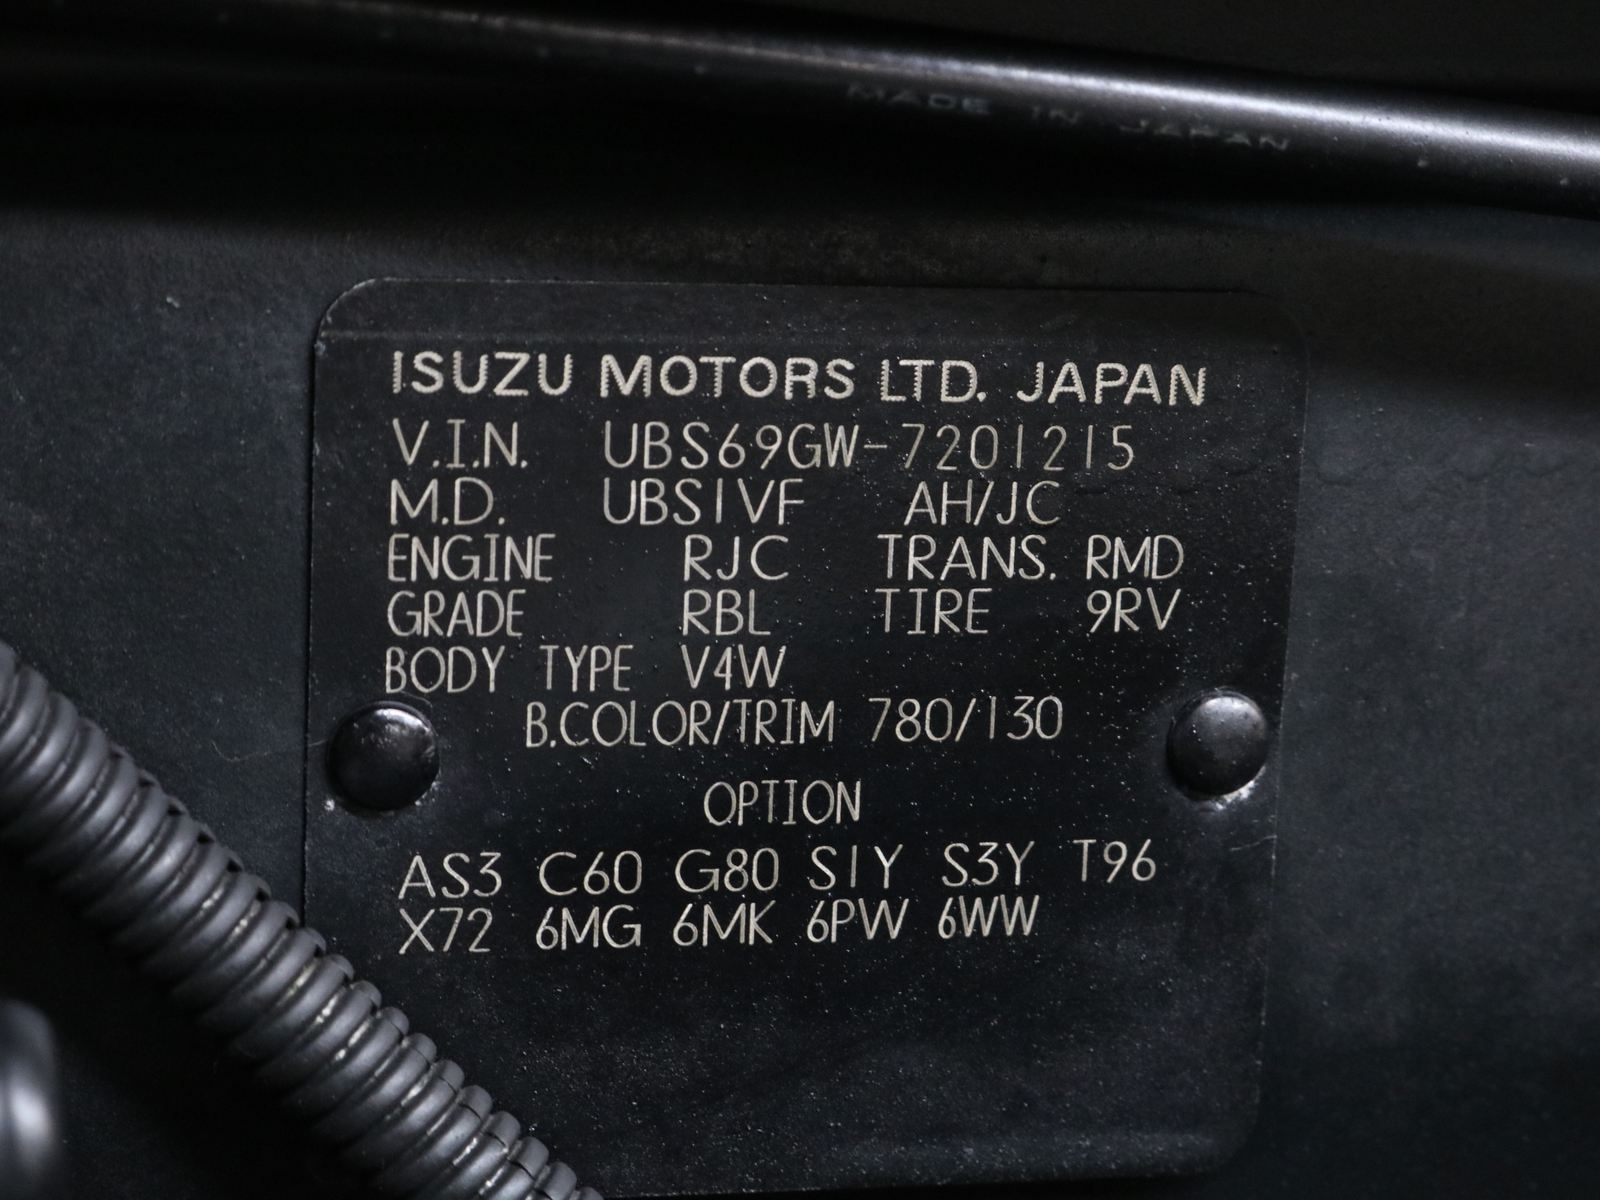 MADE IN JAPAN
ISUZU MOTORS LTD. JAPAN
V.I.N. UBS69GW-7201215
M.D. UBS1VF AH/JC
ENGINE RJC TRANS. RMD
GRADE RBL TIRE 9RV
BODY TYPE V4W
B.COLOR/TRIM 780/130
OPTION
AS3 C60 G80 S1Y S3Y T96
X72 6MG 6MK 6PW 6WW